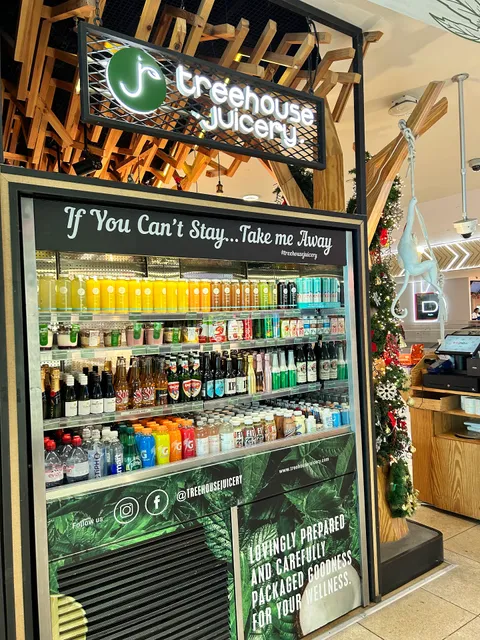 treehouse
juicery
If You Can't Stay...Take me Away
#treehousejuicery
Follow us
@TREEHOUSEJUICERY
www.treehousejuicery.com
LOVINGLY PREPARED
AND CAREFULLY
PACKAGED GOODNESS
FOR YOUR WELLNESS.